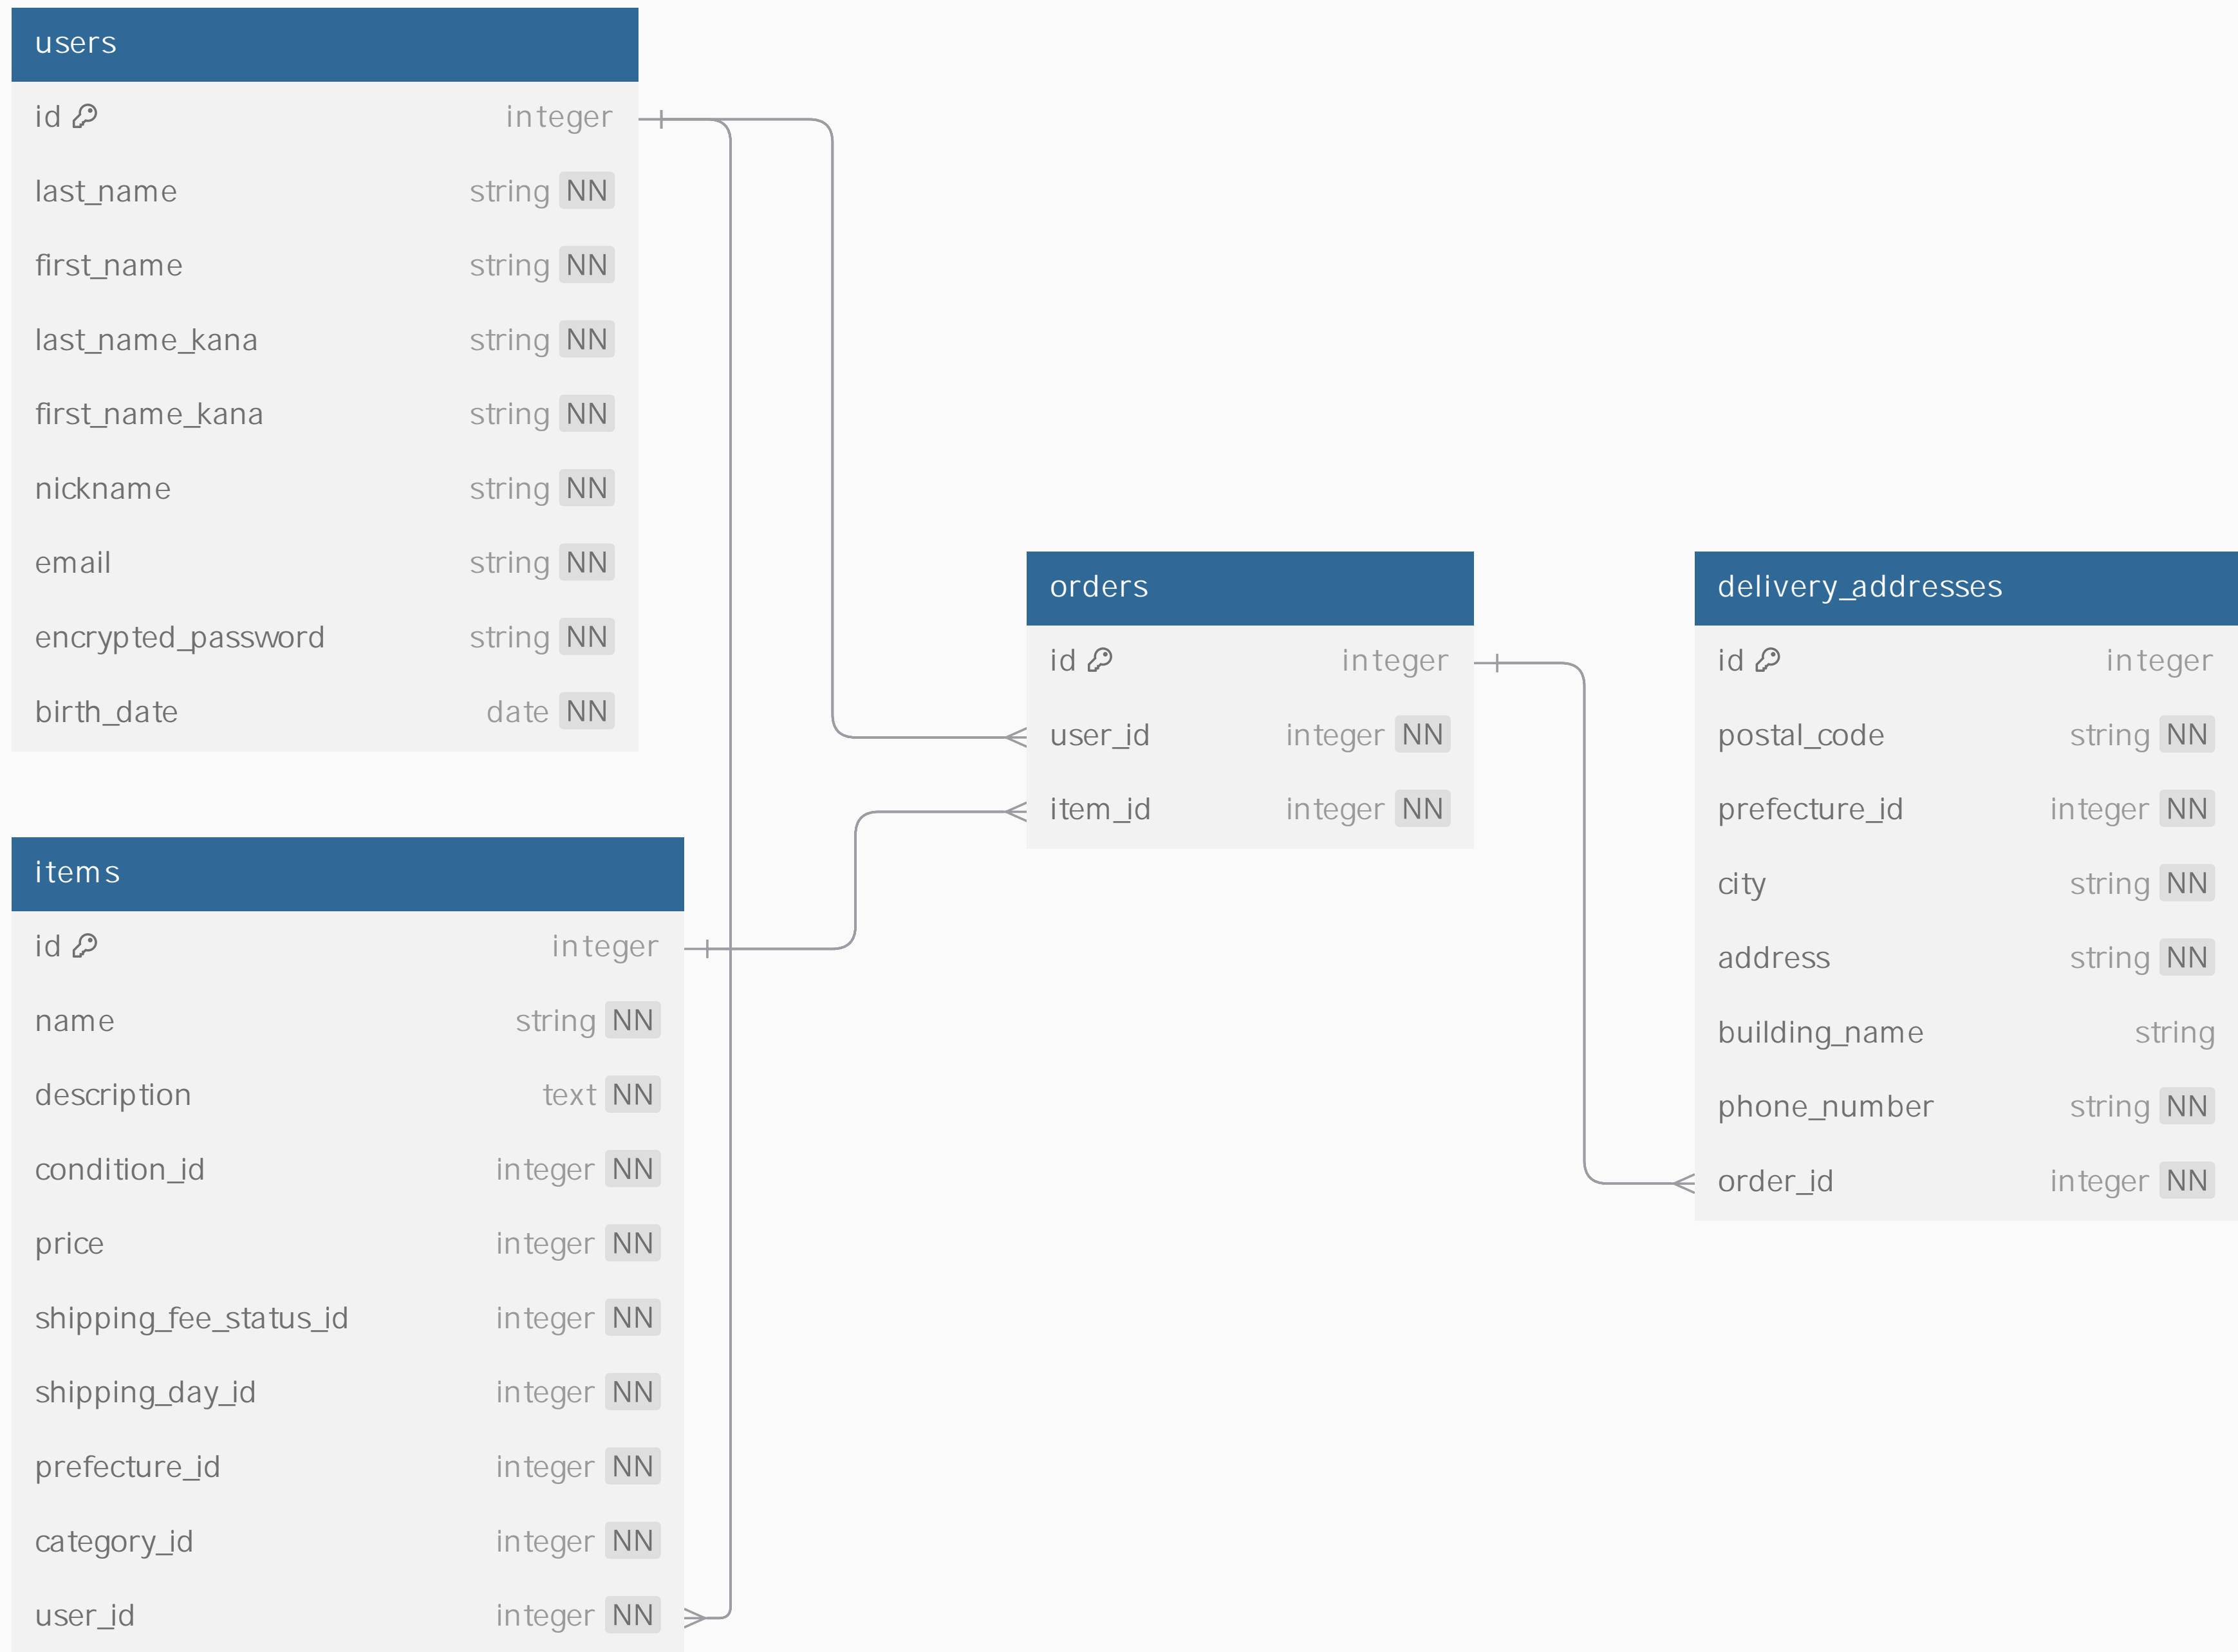 users
id integer
last_name string NN
first_name string NN
last_name_kana string NN
first_name_kana string NN
nickname string NN
email string NN
encrypted_password string NN
birth_date date NN
items
id integer
name string NN
description text NN
condition_id integer NN
price integer NN
shipping_fee_status_id integer NN
shipping_day_id integer NN
prefecture_id integer NN
category_id integer NN
user_id integer NN
orders
id integer
user_id integer NN
item_id integer NN
delivery_addresses
id integer
postal_code string NN
prefecture_id integer NN
city string NN
address string NN
building_name string
phone_number string NN
order_id integer NN